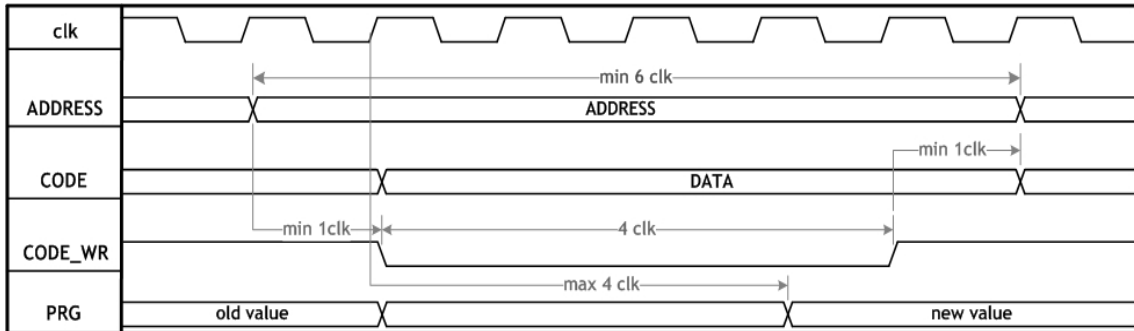 clk
min 6 clk
ADDRESS ADDRESS
min 1clk
CODE DATA
min 1clk 4 clk
CODE_WR
max 4 clk
PRG old value new value